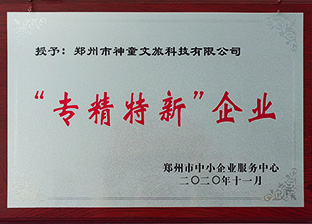 授予：郑州市神童文旅科技有限公司
“专精特新”企业
郑州市中小企业服务中心
二〇二〇年十一月